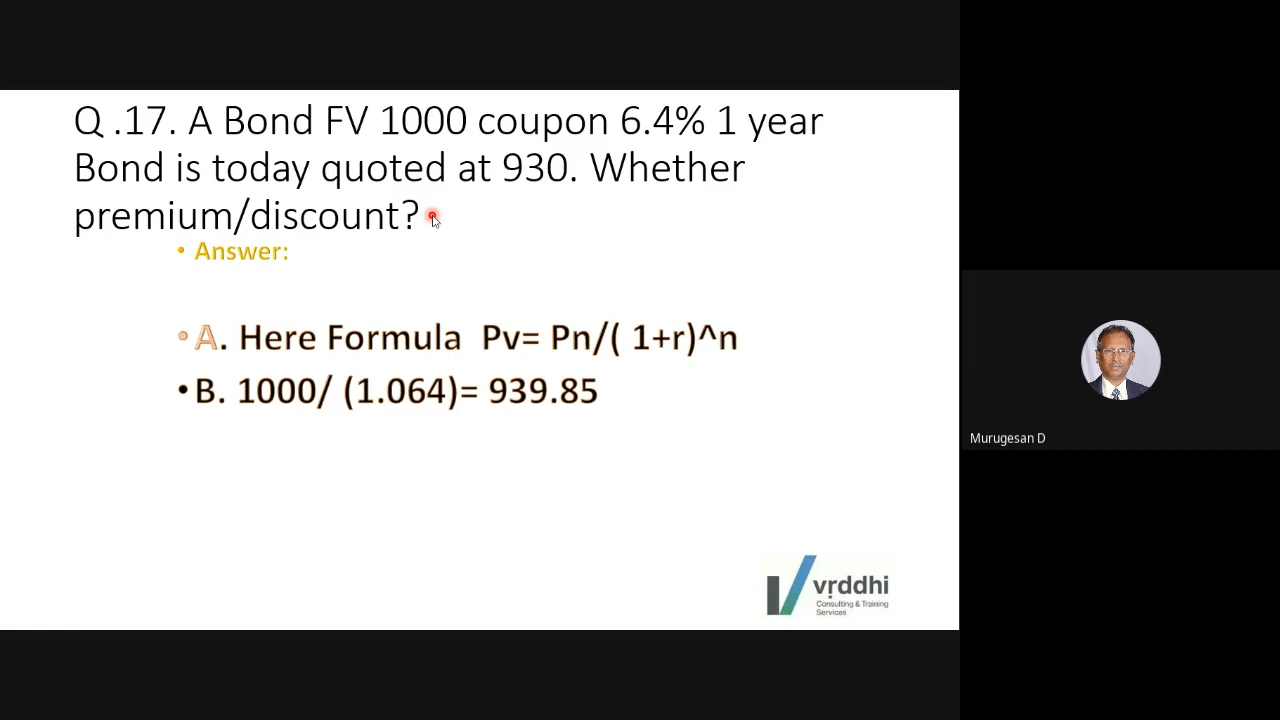 Q .17. A Bond FV 1000 coupon 6.4% 1 year
Bond is today quoted at 930. Whether
premium/discount?
• Answer:
• A. Here Formula Pv= Pn/( 1+r)^n
• B. 1000/ (1.064)= 939.85
vṛddhi
Consulting & Training
Services
Murugesan D